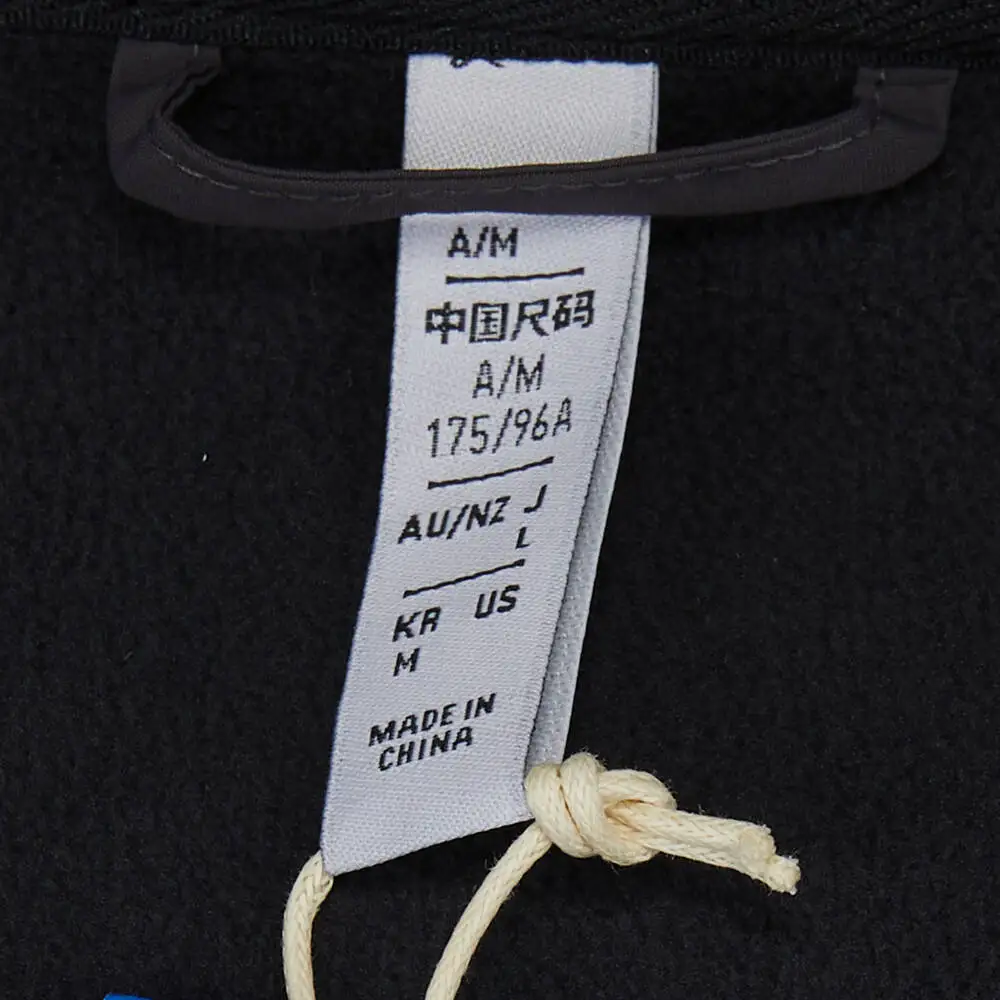 A/M
中国尺码
A/M
175/96A
AU/NZ J
L
KR US
M
MADE IN
CHINA